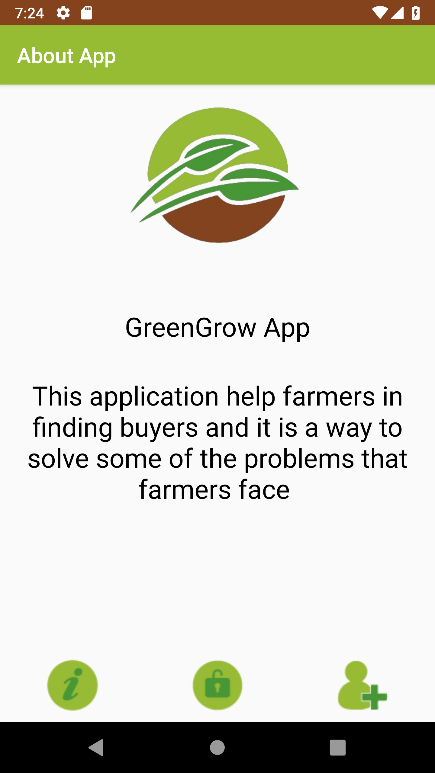 7:24
About App
GreenGrow App
This application help farmers in
finding buyers and it is a way to
solve some of the problems that
farmers face
i